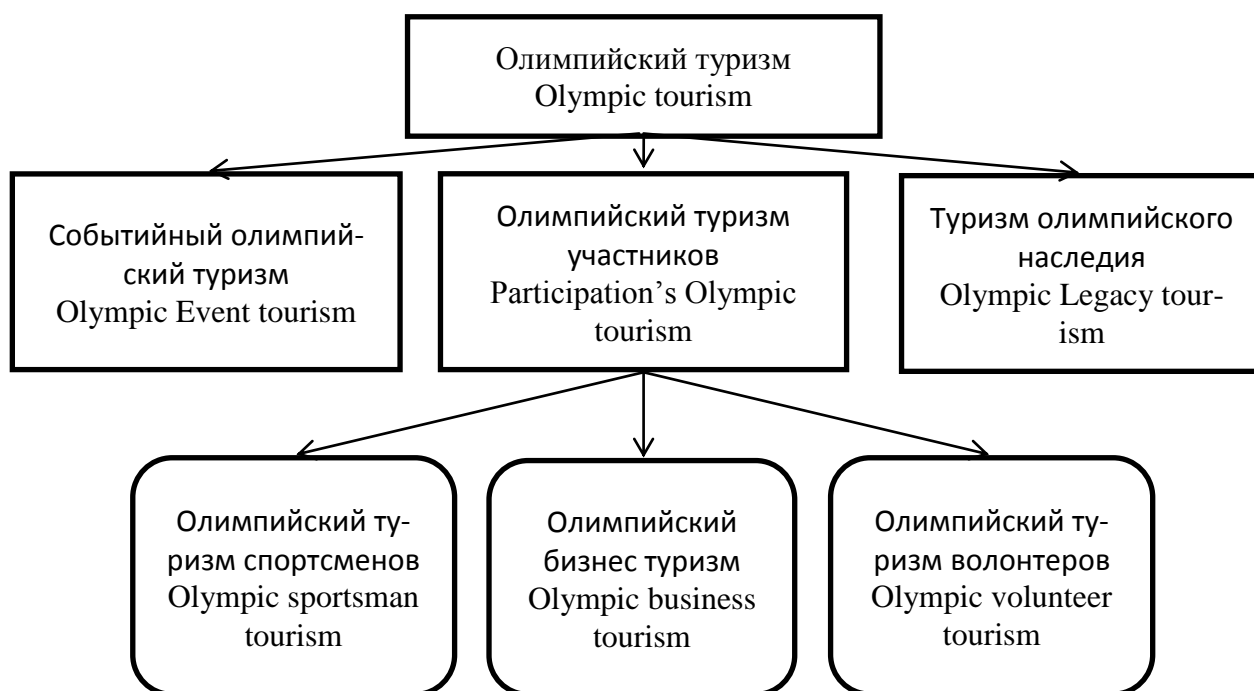 Олимпийский туризм
Olympic tourism
Событийный олимпий-
ский туризм
Olympic Event tourism
Олимпийский туризм
участников
Participation’s Olympic
tourism
Туризм олимпийского
наследия
Olympic Legacy tour-
ism
Олимпийский ту-
ризм спортсменов
Olympic sportsman
tourism
Олимпийский
бизнес туризм
Olympic business
tourism
Олимпийский ту-
ризм волонтеров
Olympic volunteer
tourism